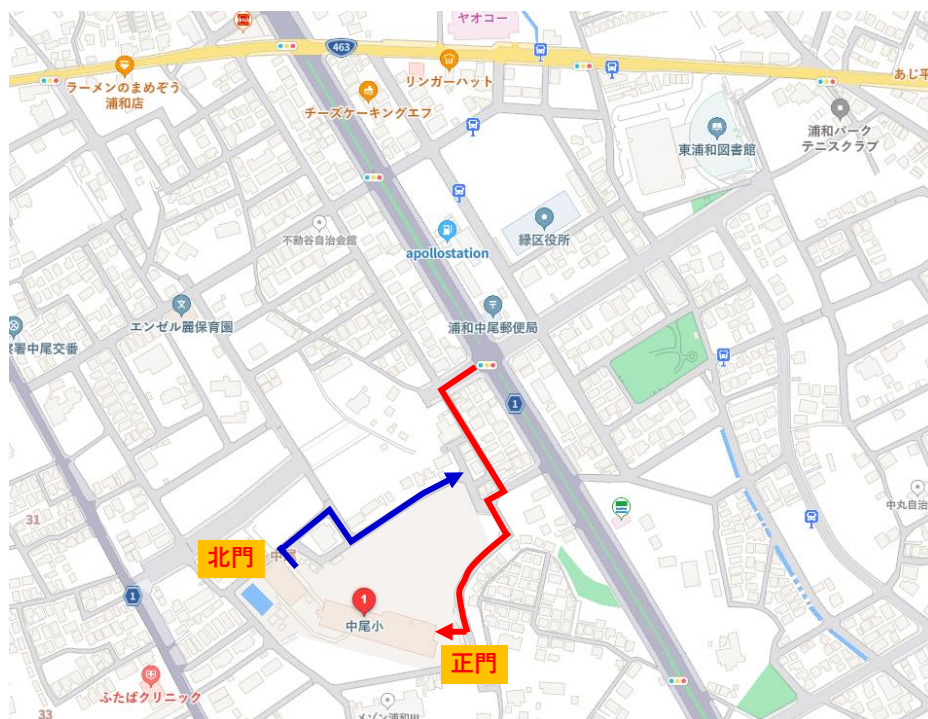 ヤオコー
463
ラーメンのまめぞう
浦和店
リンガーハット
あじ平
チーズケーキングエフ
東浦和図書館
浦和パーク
テニスクラブ
不動谷自治会館
緑区役所
apollostation
エンゼル麗保育園
浦和中尾郵便局
察署中尾交番
1
中丸自治
31
北門
中尾
1
中尾小
1
正門
ふたばクリニック
33